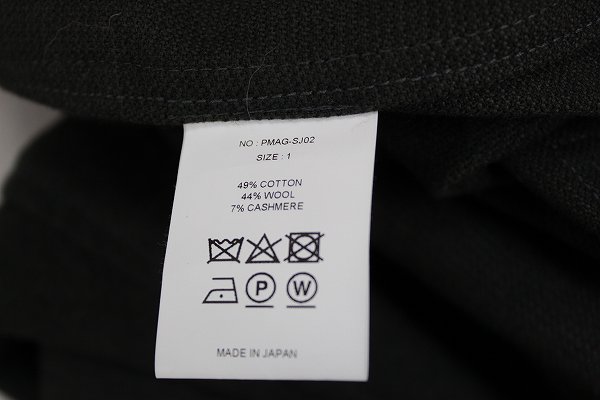 NO : PMAG-SJ02
SIZE : 1
49% COTTON
44% WOOL
7% CASHMERE
P W
MADE IN JAPAN